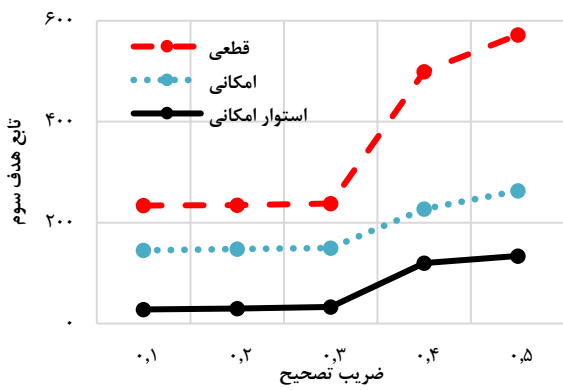 ۶۰۰
۴۰۰
۲۰۰
۰
تابع هدف سوم
قطعی
امکانی
استوار امکانی
۰,۱ ۰,۲ ۰,۳ ۰,۴ ۰,۵
ضریب تصحیح